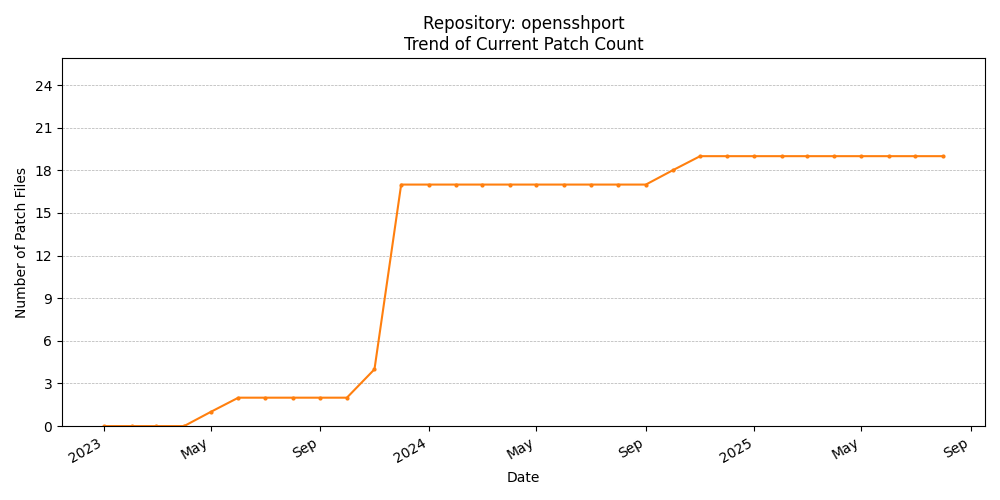 Repository: opensshport
Trend of Current Patch Count
24
21
18
15
12
9
6
3
0
Number of Patch Files
2023
May
Sep
2024
May
Sep
2025
May
Sep
Date